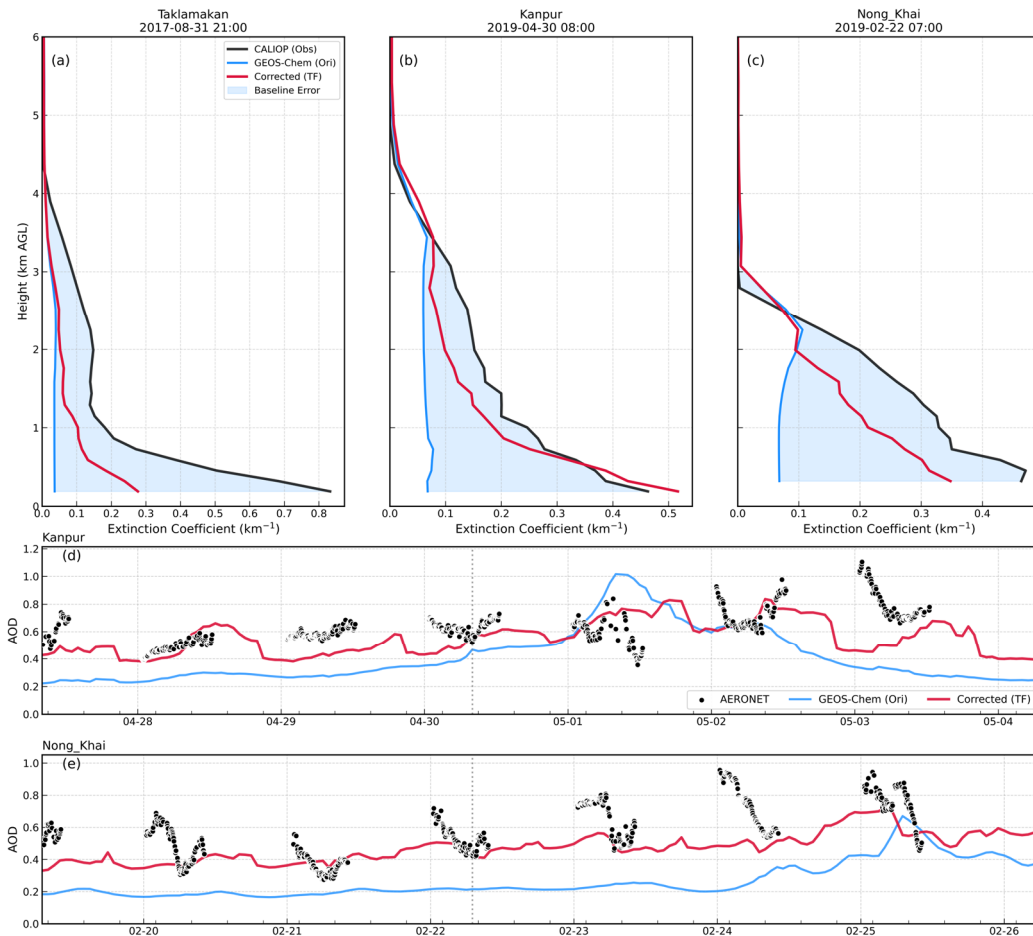 Taklamakan
2017-08-31 21:00
Kanpur
2019-04-30 08:00
Nong_Khai
2019-02-22 07:00
(a)
CALIOP (Obs)
GEOS-Chem (Ori)
Corrected (TF)
Baseline Error
(b)
(c)
Height (km AGL)
6
5
4
3
2
1
0
0.0 0.1 0.2 0.3 0.4 0.5 0.6 0.7 0.8
0.0 0.1 0.2 0.3 0.4 0.5
0.0 0.1 0.2 0.3 0.4
Extinction Coefficient (km⁻¹)
Extinction Coefficient (km⁻¹)
Extinction Coefficient (km⁻¹)
Kanpur
(d)
AOD
1.2
1.0
0.8
0.6
0.4
0.2
0.0
AERONET GEOS-Chem (Ori) Corrected (TF)
04-28 04-29 04-30 05-01 05-02 05-03 05-04
Nong_Khai
(e)
AOD
1.0
0.8
0.6
0.4
0.2
0.0
02-20 02-21 02-22 02-23 02-24 02-25 02-26